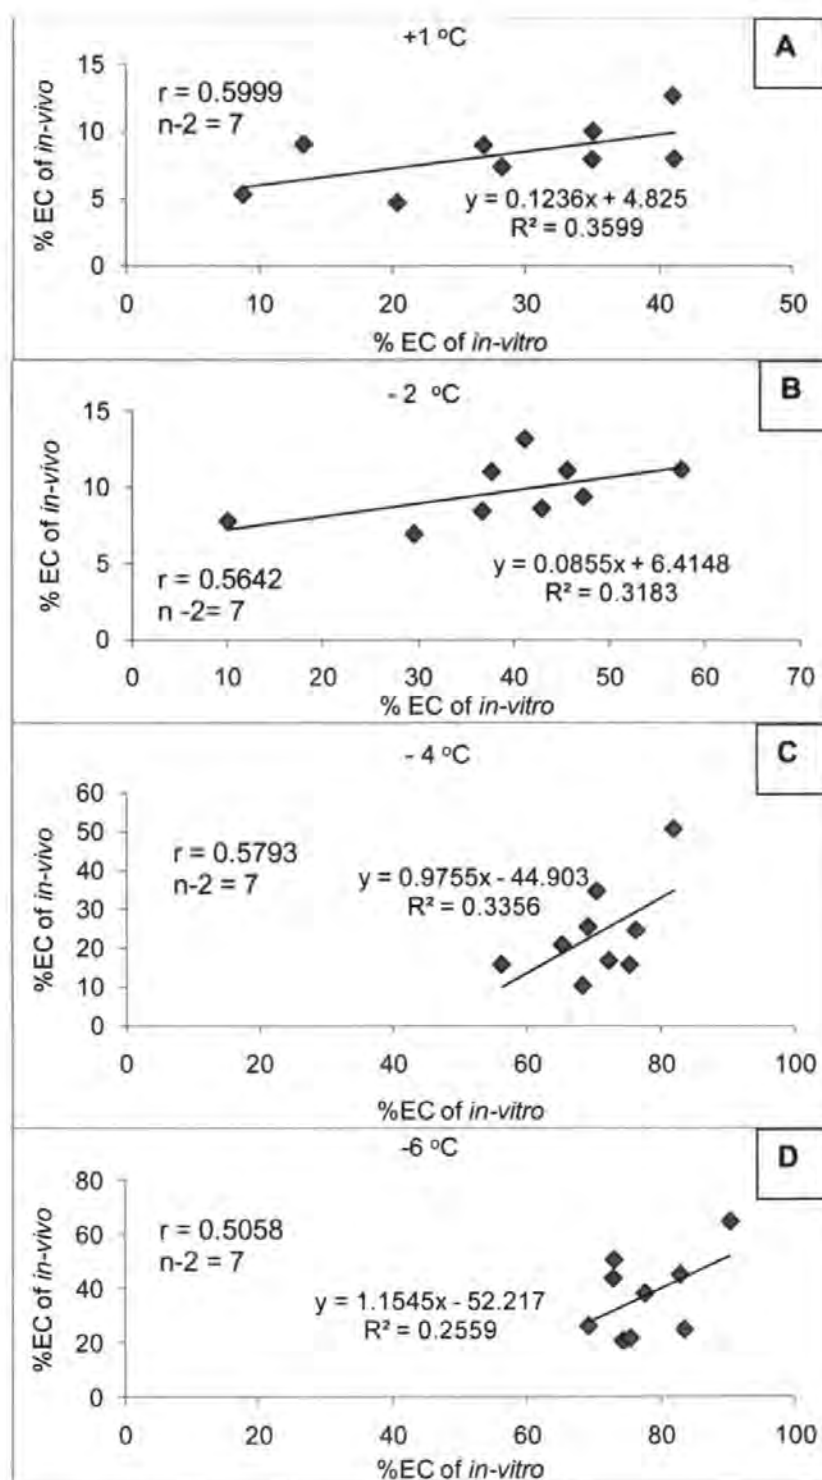 +1 °C
A
15
10
5
0
r = 0.5999
n-2 = 7
y = 0.1236x + 4.825
R² = 0.3599
% EC of in-vivo
0 10 20 30 40 50
% EC of in-vitro
- 2 °C
B
15
10
5
0
r = 0.5642
n -2= 7
y = 0.0855x + 6.4148
R² = 0.3183
% EC of in-vivo
0 10 20 30 40 50 60 70
% EC of in-vitro
- 4 °C
C
60
50
40
30
20
10
0
r = 0.5793
n-2 = 7
y = 0.9755x - 44.903
R² = 0.3356
%EC of in-vivo
0 20 40 60 80 100
%EC of in-vitro
-6 °C
D
80
60
40
20
0
r = 0.5058
n-2 = 7
y = 1.1545x - 52.217
R² = 0.2559
%EC of in-vivo
0 20 40 60 80 100
%EC of in-vitro